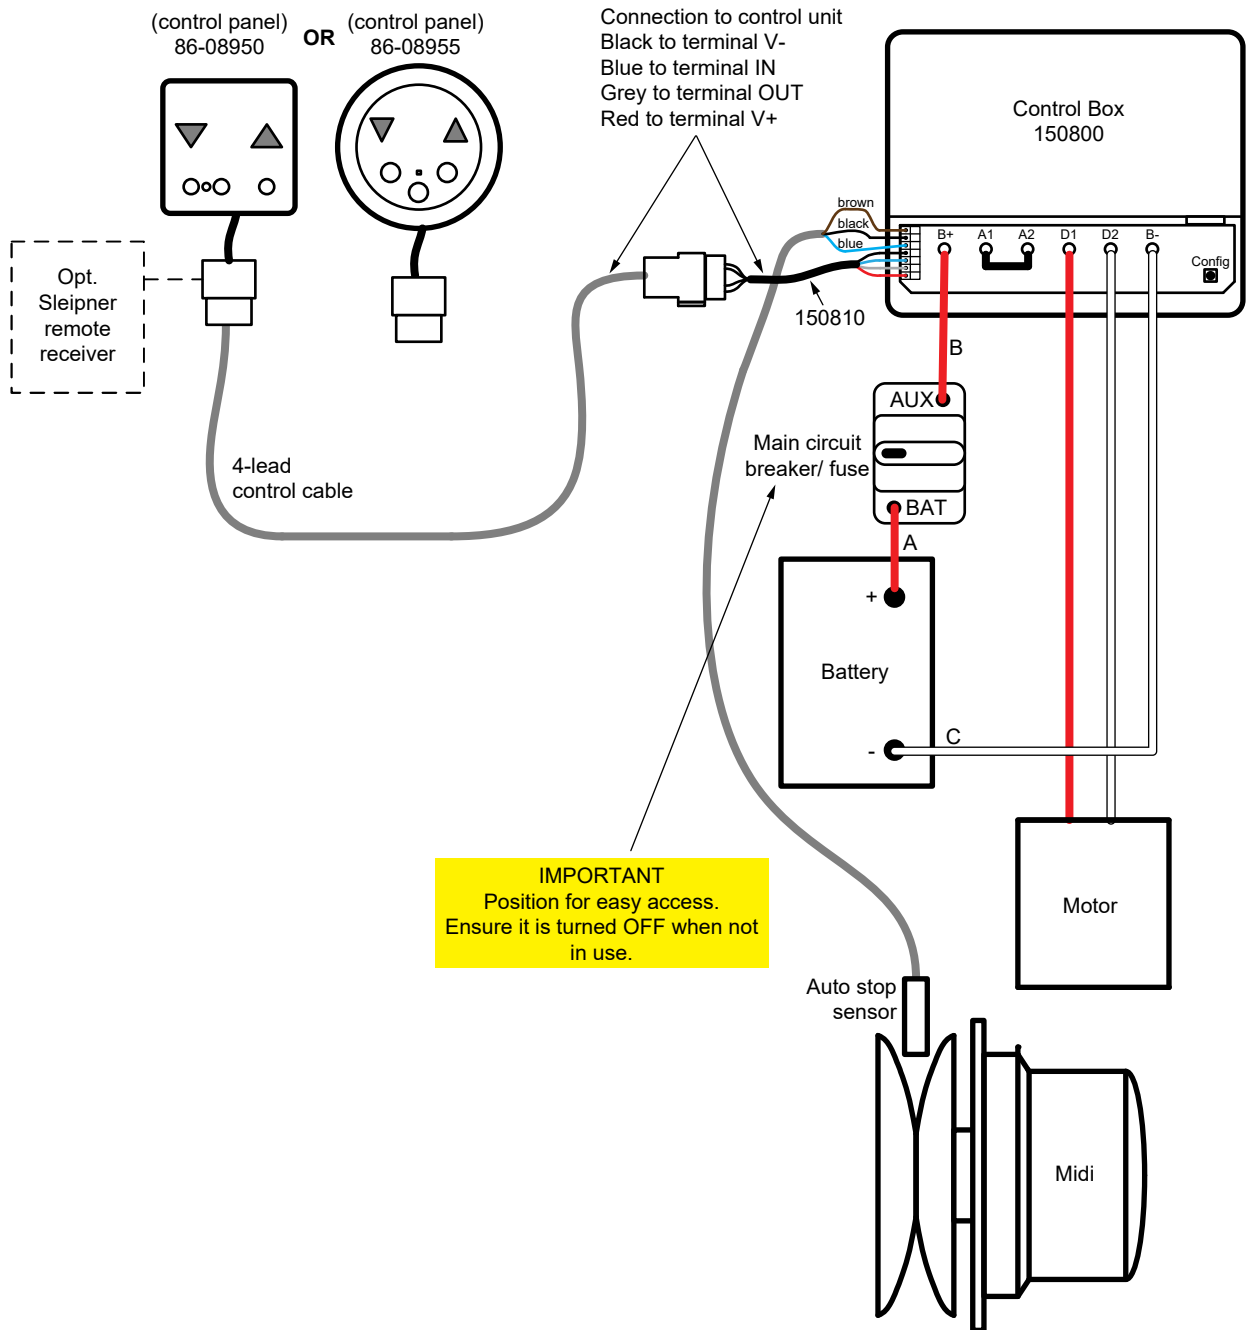 (control panel)
86-08950
OR
(control panel)
86-08955
Connection to control unit
Black to terminal V-
Blue to terminal IN
Grey to terminal OUT
Red to terminal V+
Control Box
150800
brown
black
blue
B+
A1
A2
D1
D2
B-
Config
Opt.
Sleipner
remote
receiver
150810
B
AUX
Main circuit
breaker/ fuse
BAT
A
4-lead
control cable
+
Battery
-
C
IMPORTANT
Position for easy access.
Ensure it is turned OFF when not
in use.
Motor
Auto stop
sensor
Midi